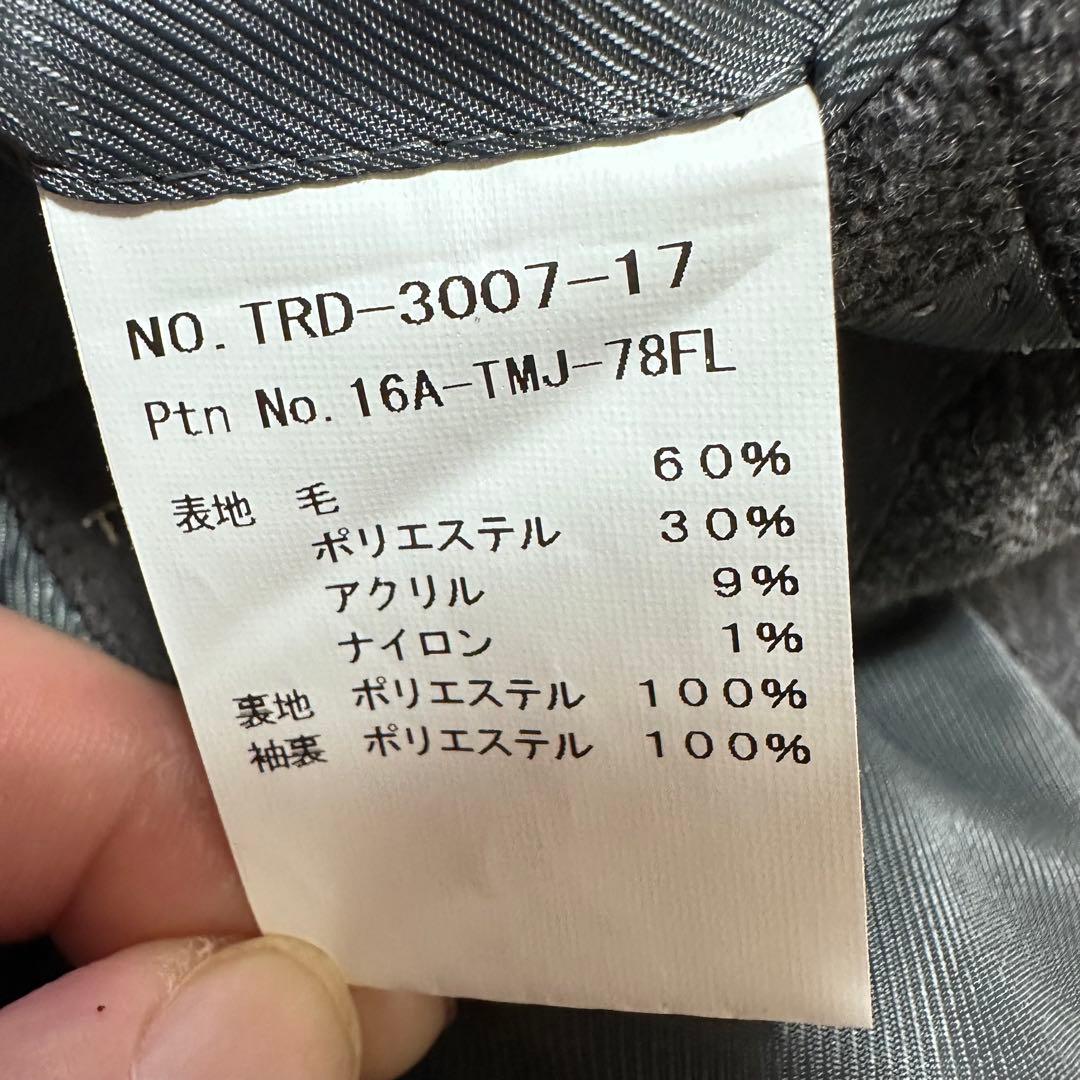 NO.TRD-3007-17
Ptn No.16A-TMJ-78FL
表地 毛 60%
ポリエステル 30%
アクリル 9%
ナイロン 1%
裏地 ポリエステル 100%
袖裏 ポリエステル 100%